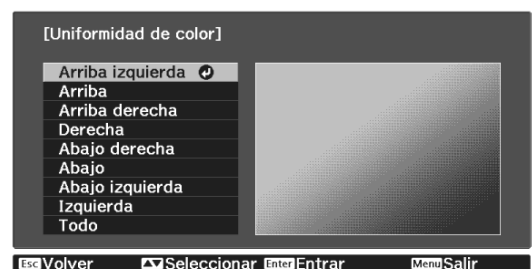 [Uniformidad de color]
Arriba izquierda
Arriba
Arriba derecha
Derecha
Abajo derecha
Abajo
Abajo izquierda
Izquierda
Todo
Esc Volver Seleccionar Enter Entrar Menu Salir